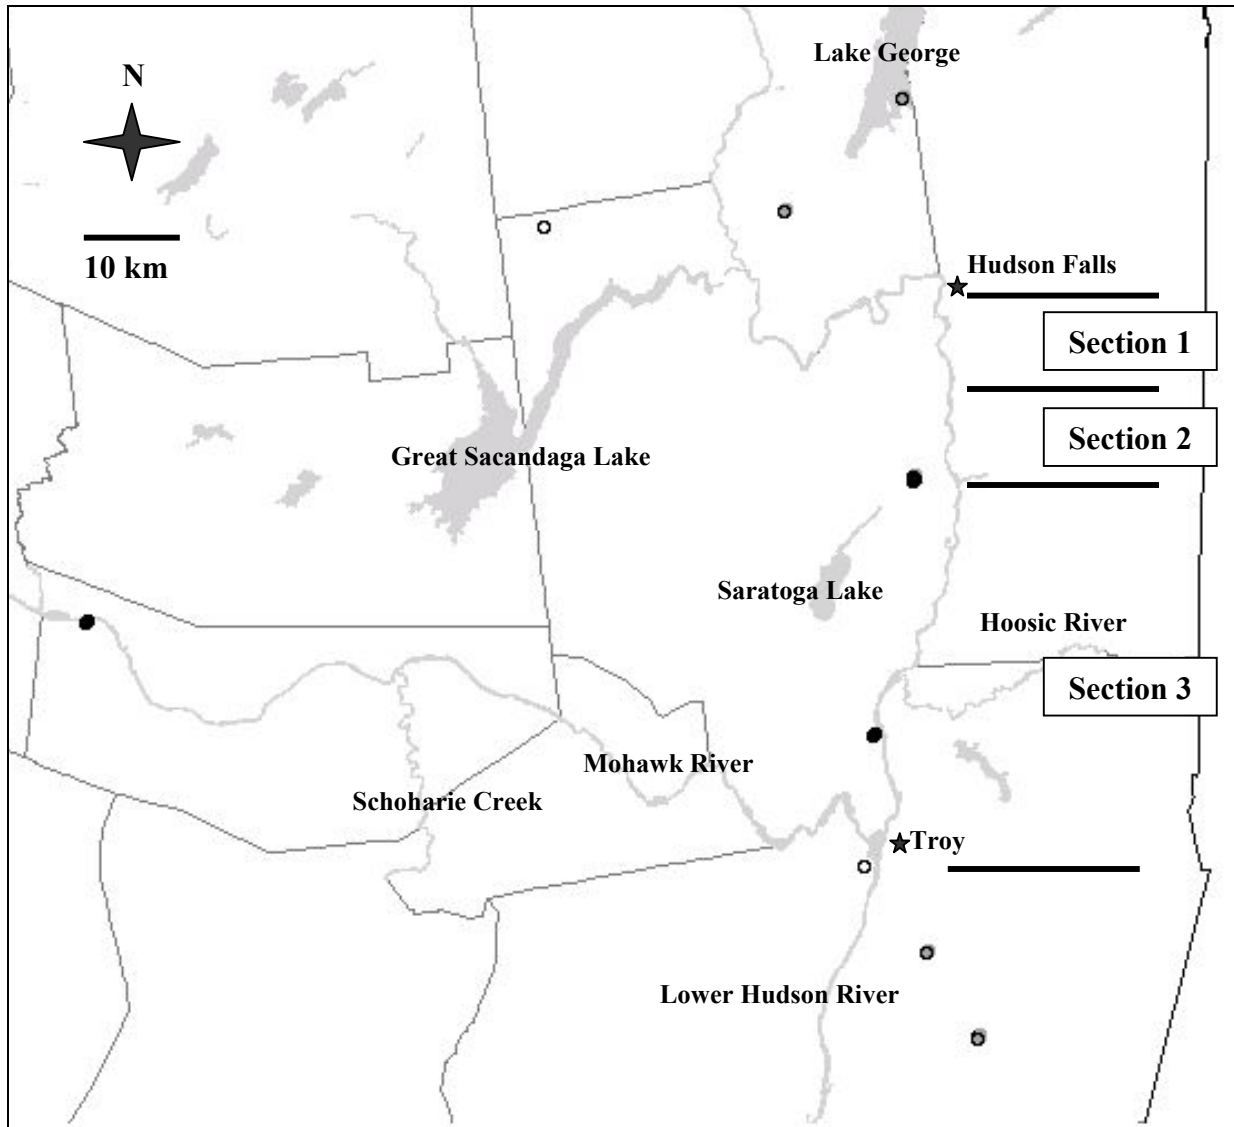 Lake George
N
10 km
Hudson Falls
Section 1
Section 2
Great Sacandaga Lake
Saratoga Lake
Hoosic River
Section 3
Mohawk River
Schoharie Creek
Troy
Lower Hudson River